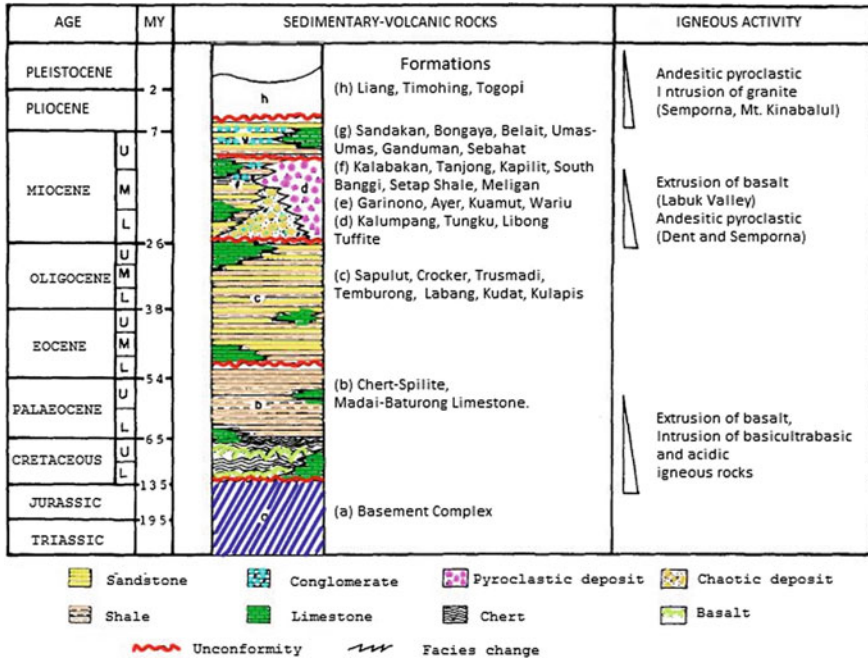 AGE MY SEDIMENTARY-VOLCANIC ROCKS IGNEOUS ACTIVITY
Formations
PLEISTOCENE
2
PLIOCENE
7
MIOCENE
U
M
L
26
OLIGOCENE
U
M
L
38
EOCENE
U
M
L
54
PALAEOCENE
U
L
65
CRETACEOUS
U
L
135
JURASSIC
195
TRIASSIC
h
d
c
b
(h) Liang, Timohing, Togopi
(g) Sandakan, Bongaya, Belait, Umas-
Umas, Ganduman, Sebahat
(f) Kalabakan, Tanjong, Kapilit, South
Banggi, Setap Shale, Meligan
(e) Garinono, Ayer, Kuamut, Wariu
(d) Kalumpang, Tungku, Libong
Tuffite
(c) Sapulut, Crocker, Trusmadi,
Temburong, Labang, Kudat, Kulapis
(b) Chert-Spilite,
Madai-Baturong Limestone.
(a) Basement Complex
Andesitic pyroclastic
I ntrusion of granite
(Semporna, Mt. Kinabalul)
Extrusion of basalt
(Labuk Valley)
Andesitic pyroclastic
(Dent and Semporna)
Extrusion of basalt,
Intrusion of basicultrabasic
and acidic
igneous rocks
Sandstone Conglomerate Pyroclastic deposit Chaotic deposit
Shale Limestone Chert Basalt
Unconformity Facies change